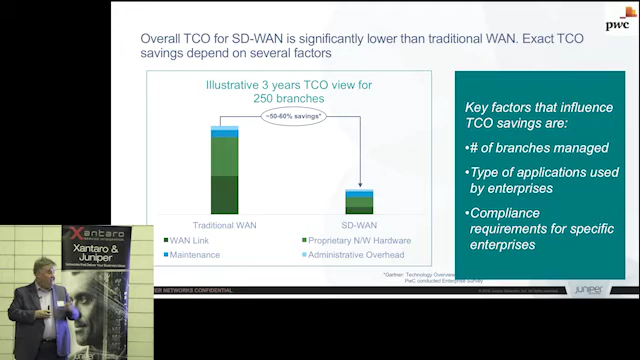 Overall TCO for SD-WAN is significantly lower than traditional WAN. Exact TCO
savings depend on several factors
pwc
Illustrative 3 years TCO view for
250 branches
~50-60% savings*
Traditional WAN
SD-WAN
WAN Link
Proprietary N/W Hardware
Maintenance
Administrative Overhead
Key factors that influence
TCO savings are:
•# of branches managed
•Type of applications used
by enterprises
•Compliance
requirements for specific
enterprises
*Gartner: Technology Overview
PwC conducted Enterprise Survey
NETWORKS CONFIDENTIAL
JUNIPER
Xantaro
SERVICE INTEGRATION
Xantaro &
Juniper